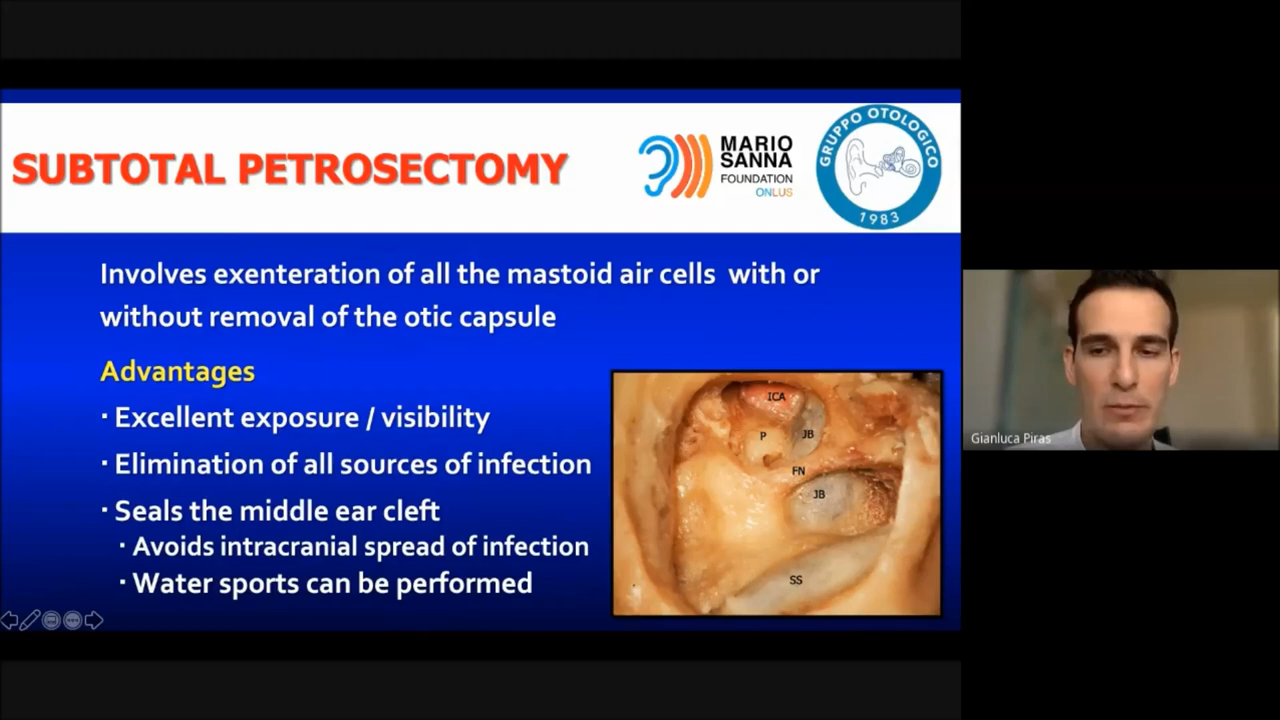 SUBTOTAL PETROSECTOMY
MARIO
SANNA
FOUNDATION
ONLUS
GRUPPO OTOLOGICO
1983
Involves exenteration of all the mastoid air cells with or
without removal of the otic capsule
Advantages
· Excellent exposure / visibility
· Elimination of all sources of infection
· Seals the middle ear cleft
· Avoids intracranial spread of infection
· Water sports can be performed
ICA
P
JB
FN
JB
SS
Gianluca Piras